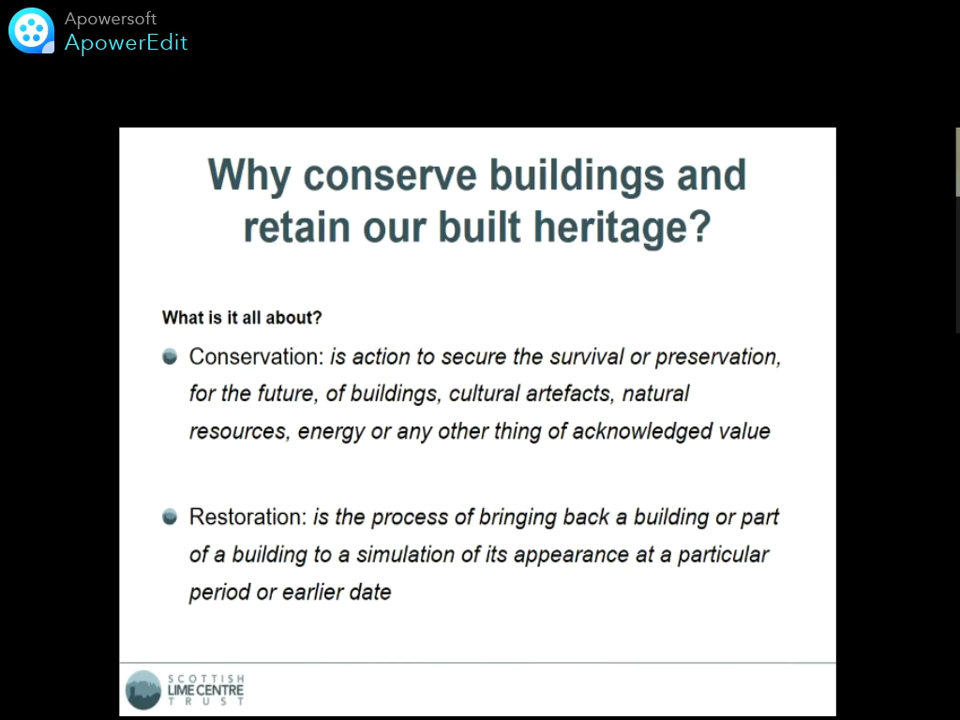 Apowersoft
ApowerEdit
Why conserve buildings and
retain our built heritage?
What is it all about?
Conservation: is action to secure the survival or preservation,
for the future, of buildings, cultural artefacts, natural
resources, energy or any other thing of acknowledged value
Restoration: is the process of bringing back a building or part
of a building to a simulation of its appearance at a particular
period or earlier date
SCOTTISH
LIME CENTRE
TRUST